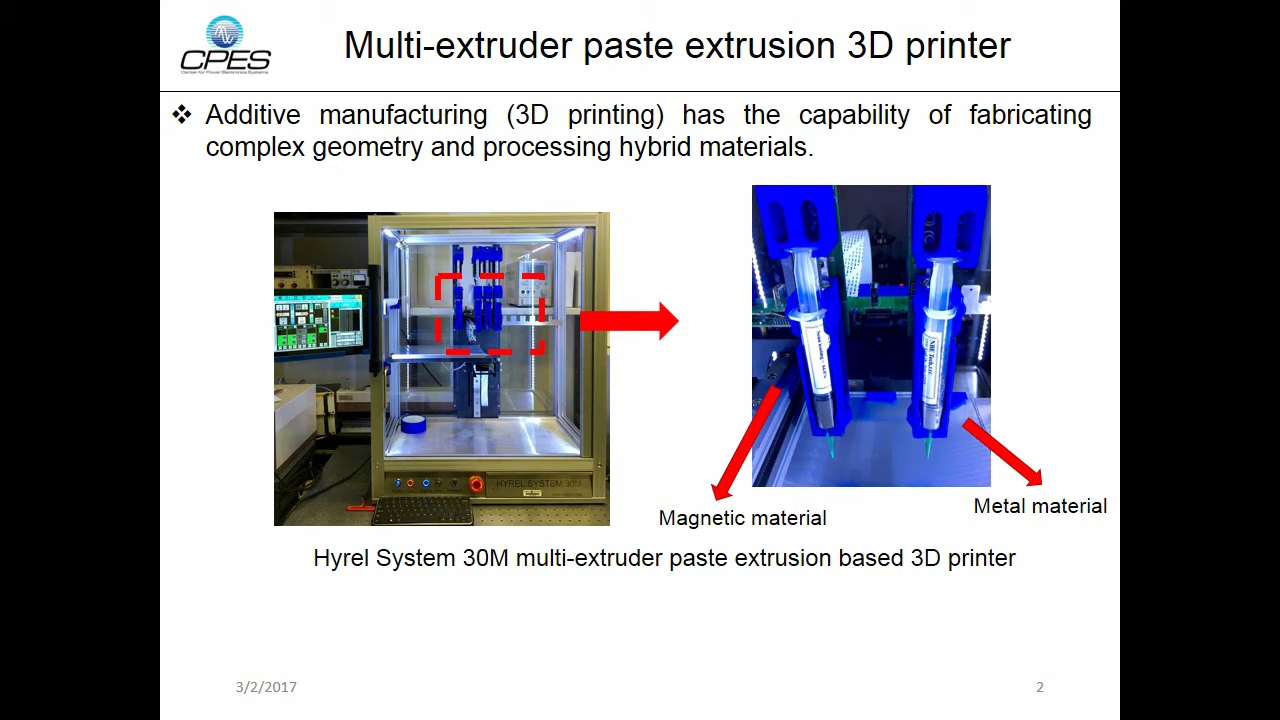 CPES
Center for Power Electronics Systems
Multi-extruder paste extrusion 3D printer
❖ Additive manufacturing (3D printing) has the capability of fabricating
complex geometry and processing hybrid materials.
HYREL SYSTEM 30M
Magnetic material
Metal material
Hyrel System 30M multi-extruder paste extrusion based 3D printer
3/2/2017
2